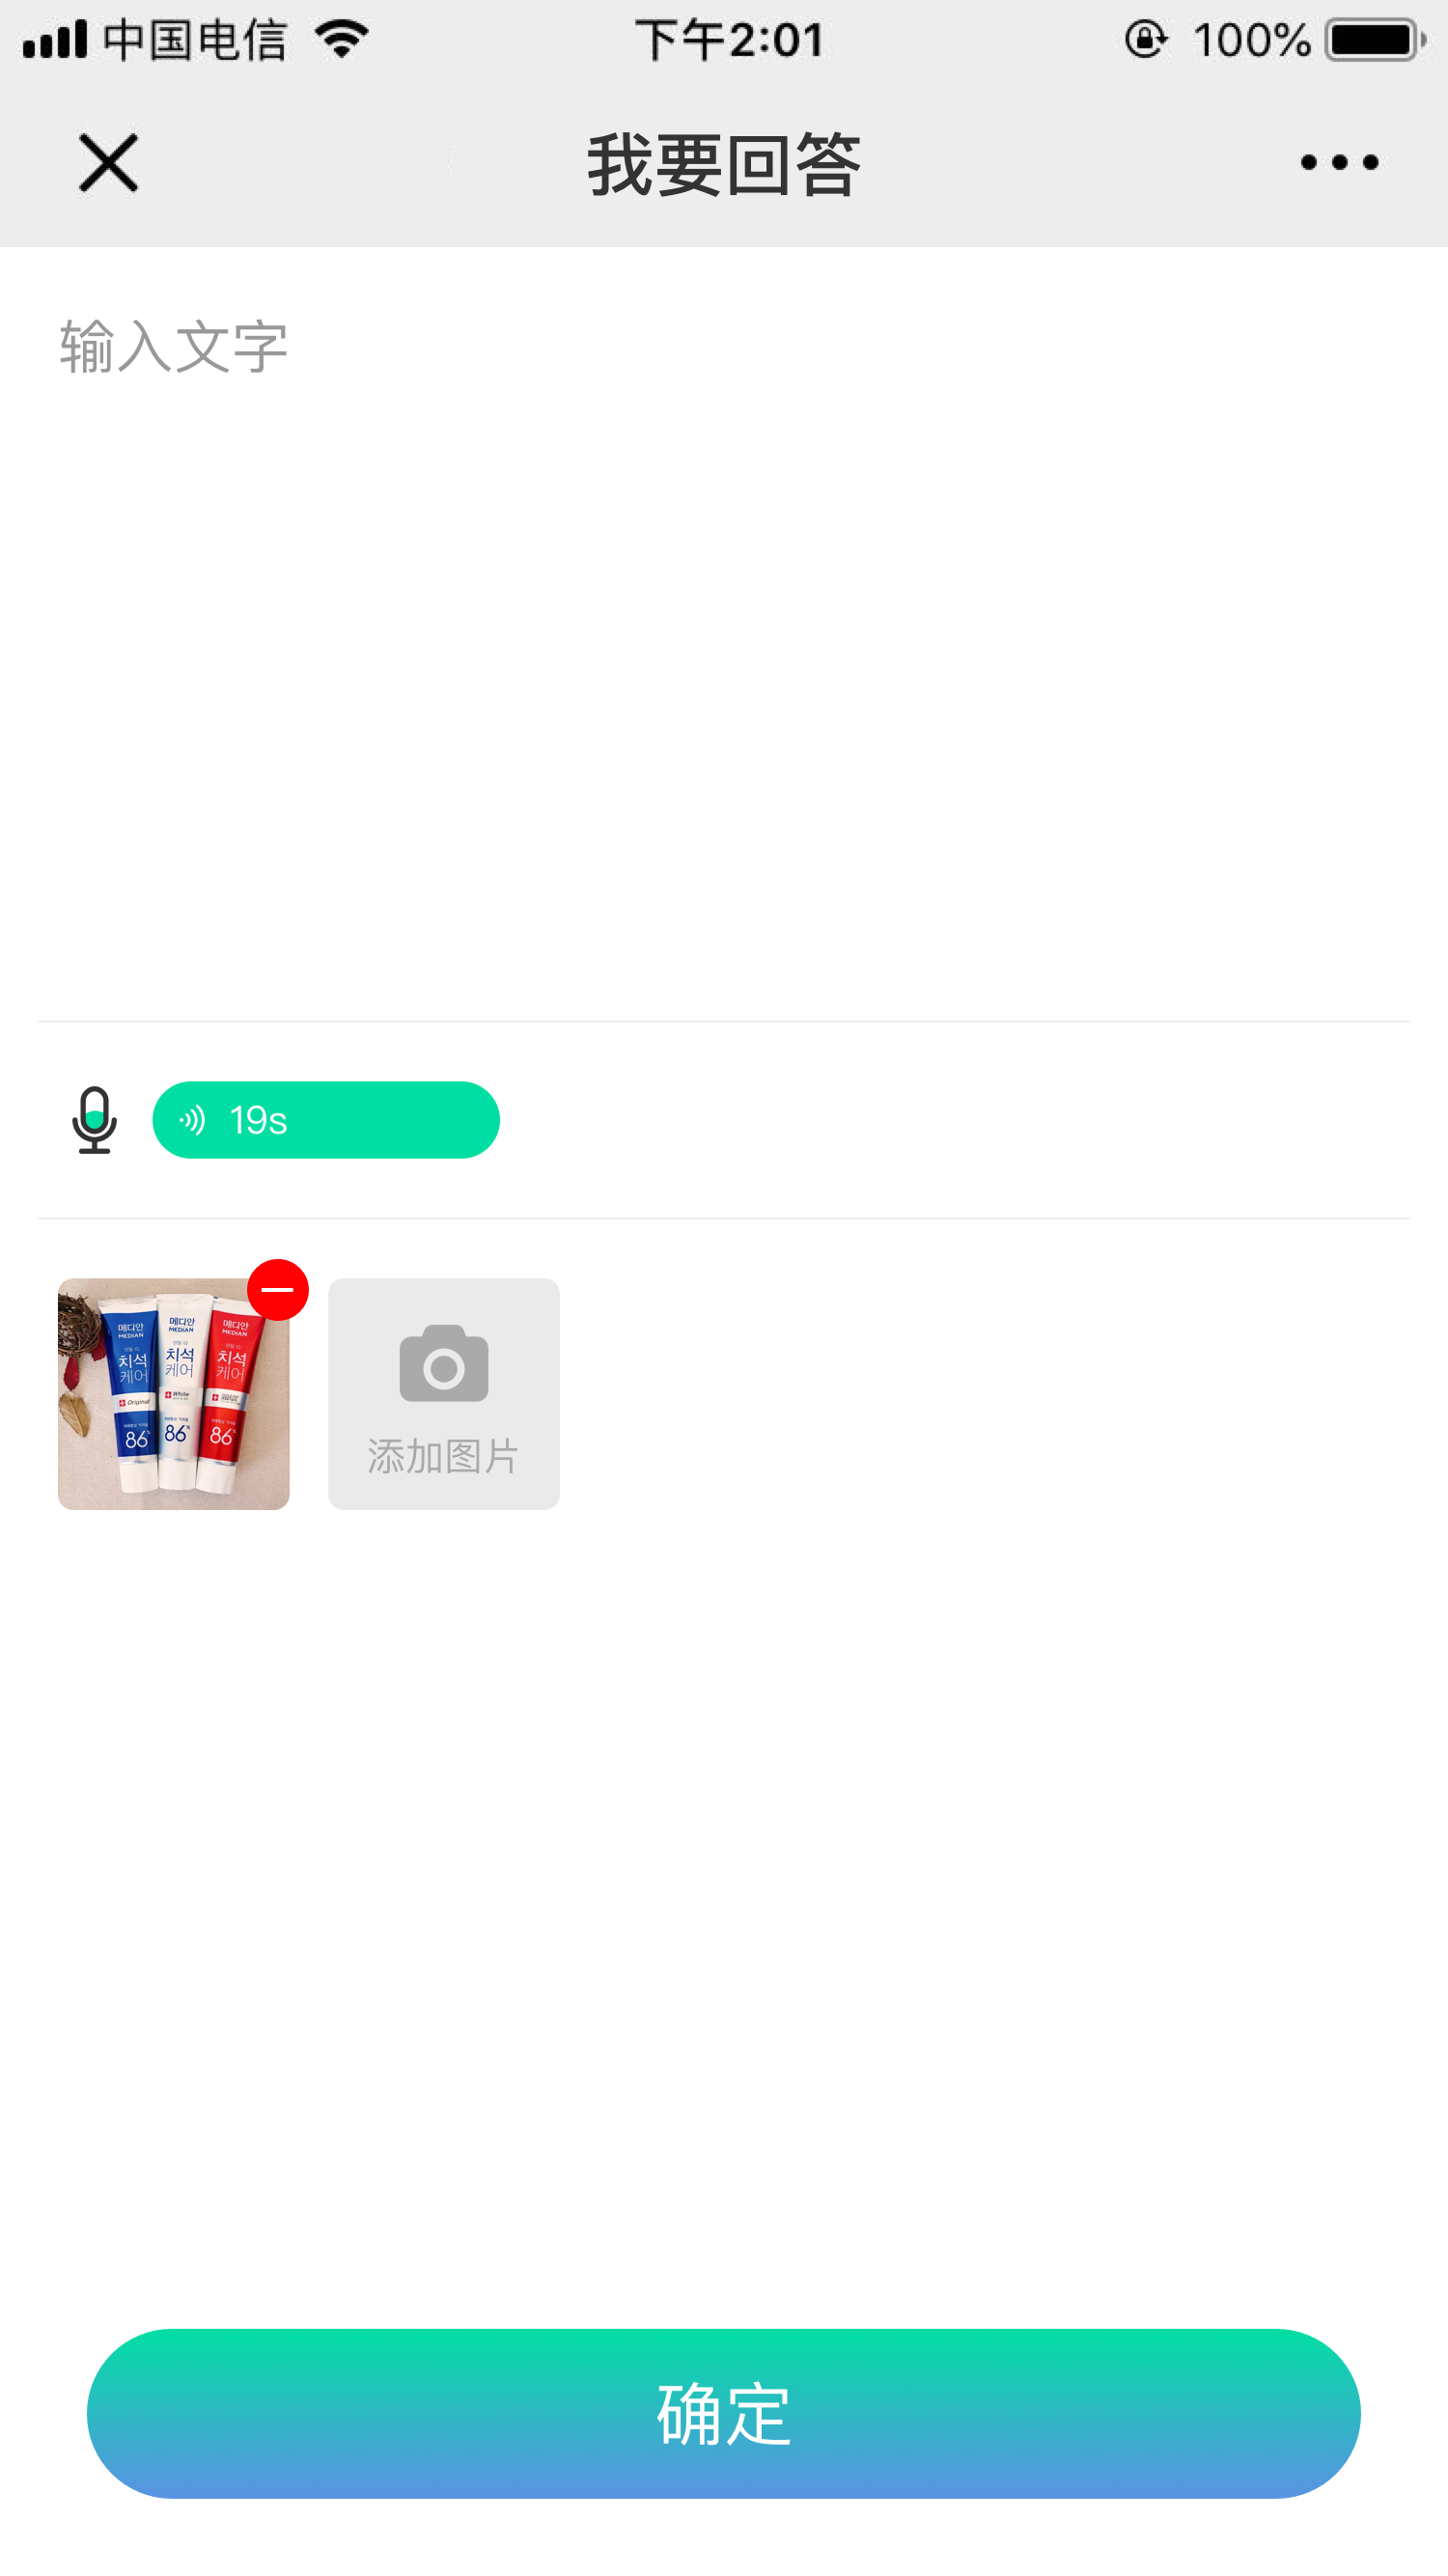 中国电信 下午2:01 100%
我要回答
输入文字
19s
메디안 메디안 메디안
MEDIAN MEDIAN MEDIAN
치석 치석 치석
케어 케어 케어
Original White
86% 86% 86%
添加图片
确定